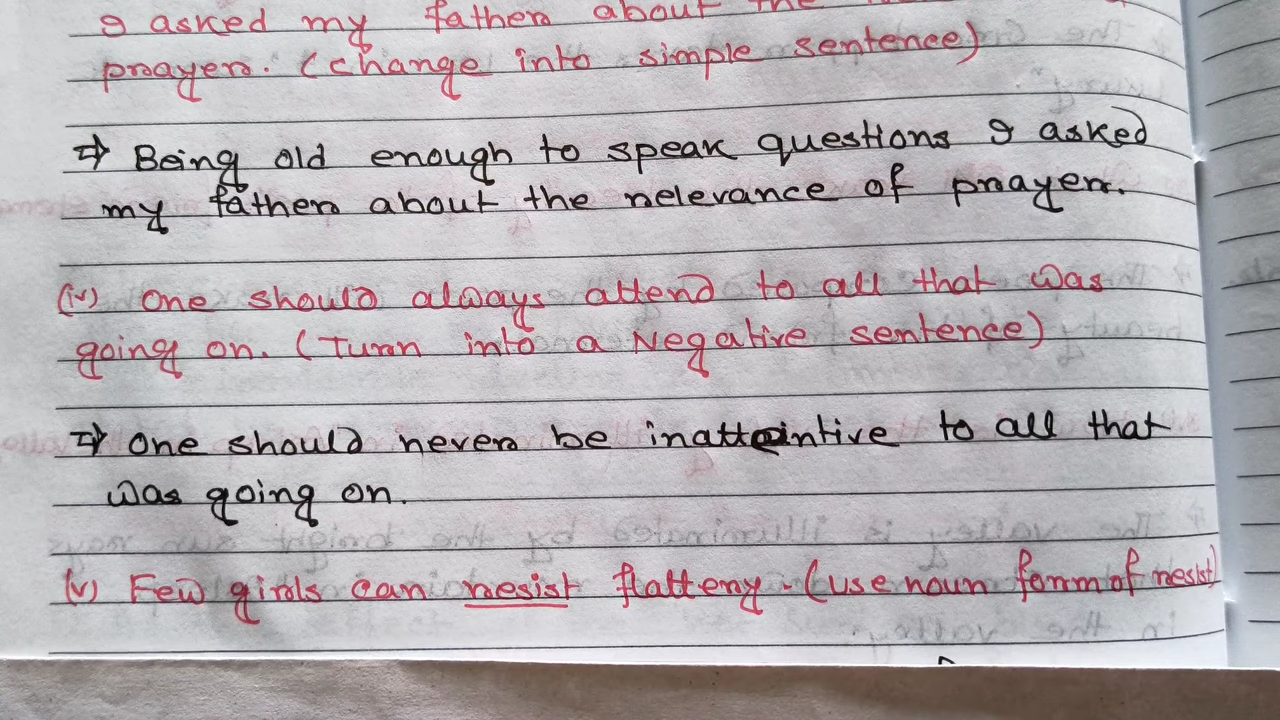 I asked my father about the
prayer. (change into simple sentence)
⇒ Being old enough to speak questions I asked
my father about the relevance of prayer.
(iv) One should always attend to all that was
going on. (Turn into a Negative sentence)
⇒ One should never be inattentive to all that
was going on.
(v) Few girls can resist flattery. (use noun form of resist)